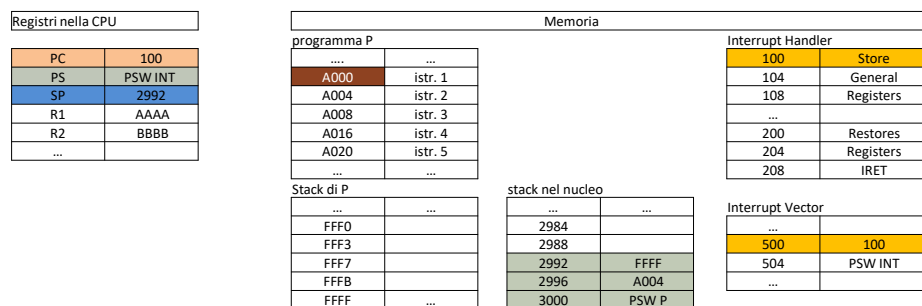 Registri nella CPU Memoria
programma P Interrupt Handler
PC 100 .... ... 100 Store
PS PSW INT A000 istr. 1 104 General
SP 2992 A004 istr. 2 108 Registers
R1 AAAA A008 istr. 3 ...
R2 BBBB A016 istr. 4 200 Restores
... A020 istr. 5 204 Registers
... ... 208 IRET
Stack di P stack nel nucleo
... ... ... ... Interrupt Vector
FFF0 2984 ...
FFF3 2988 500 100
FFF7 2992 FFFF 504 PSW INT
FFFB 2996 A004 ...
FFFF ... 3000 PSW P